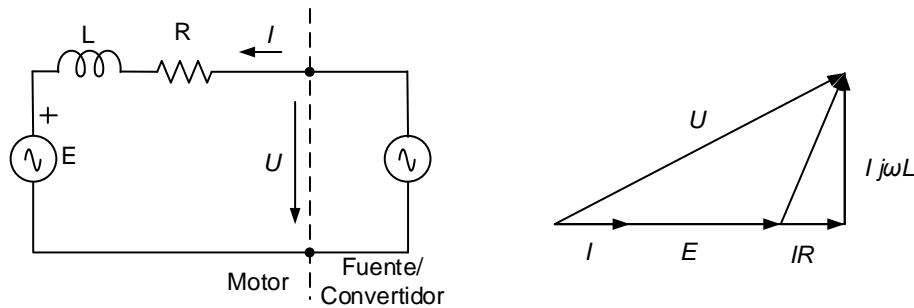 L
R
I
+
E
U
Motor
Fuente/
Convertidor
U
I jωL
I
E
IR